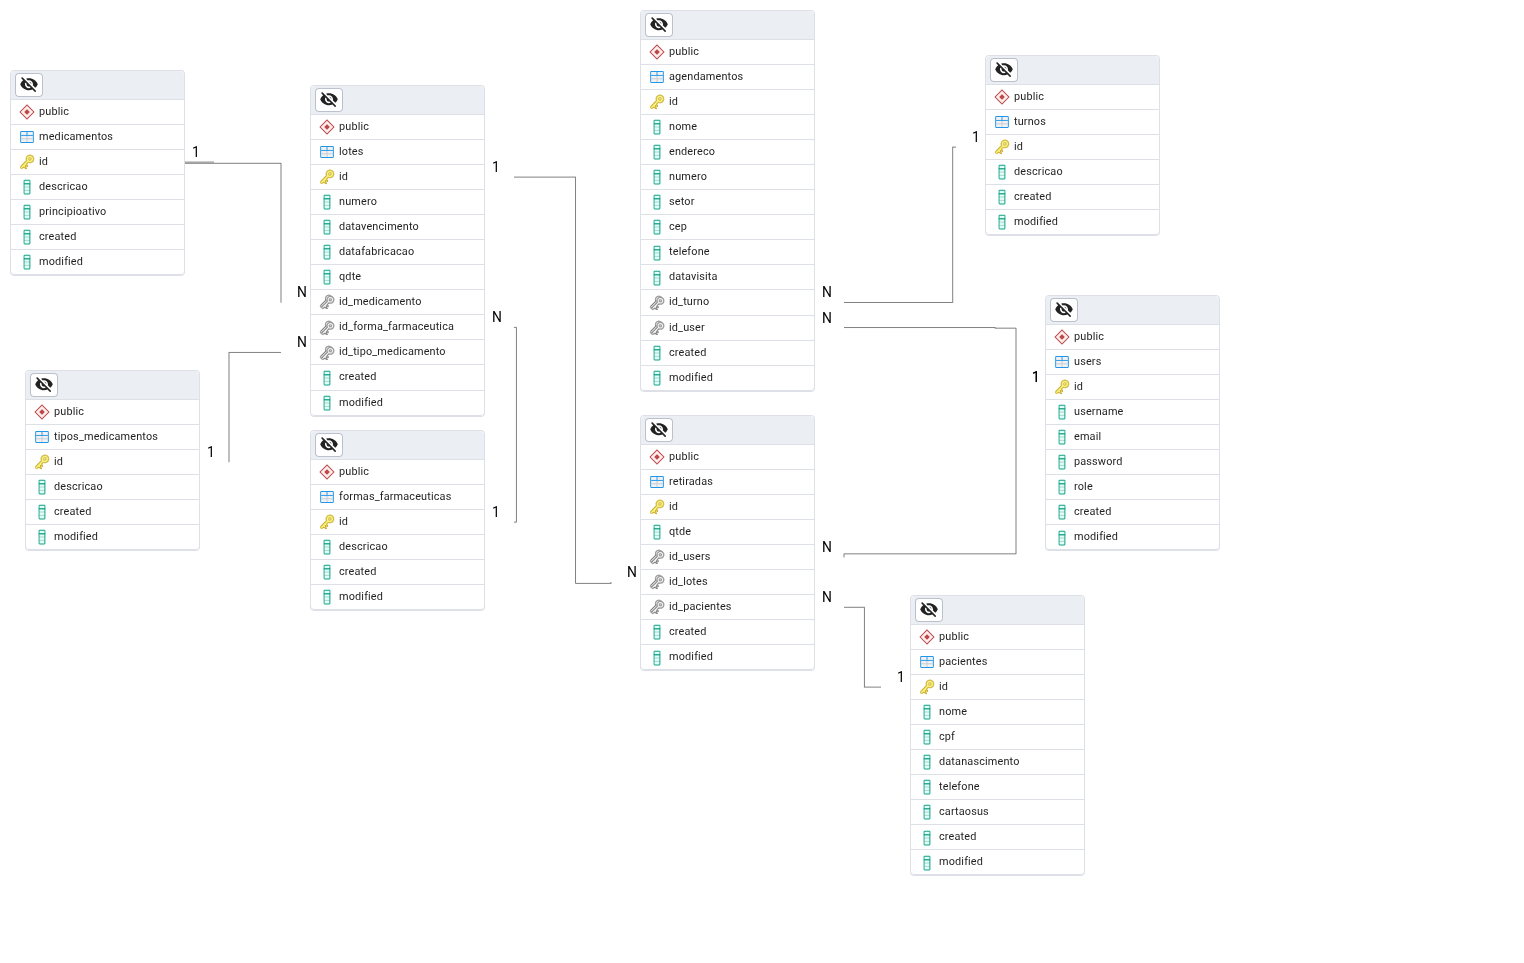 public
medicamentos
id
descricao
principioativo
created
modified
1
public
tipos_medicamentos
id
descricao
created
modified
1
public
lotes
id
numero
datavencimento
datafabricacao
qdte
id_medicamento
id_forma_farmaceutica
id_tipo_medicamento
created
modified
N
N
1
N
public
formas_farmaceuticas
id
descricao
created
modified
1
public
agendamentos
id
nome
endereco
numero
setor
cep
telefone
datavisita
id_turno
id_user
created
modified
N
N
public
retiradas
id
qtde
id_users
id_lotes
id_pacientes
created
modified
N
N
N
public
turnos
id
descricao
created
modified
1
public
users
id
username
email
password
role
created
modified
1
public
pacientes
id
nome
cpf
datanascimento
telefone
cartaosus
created
modified
1